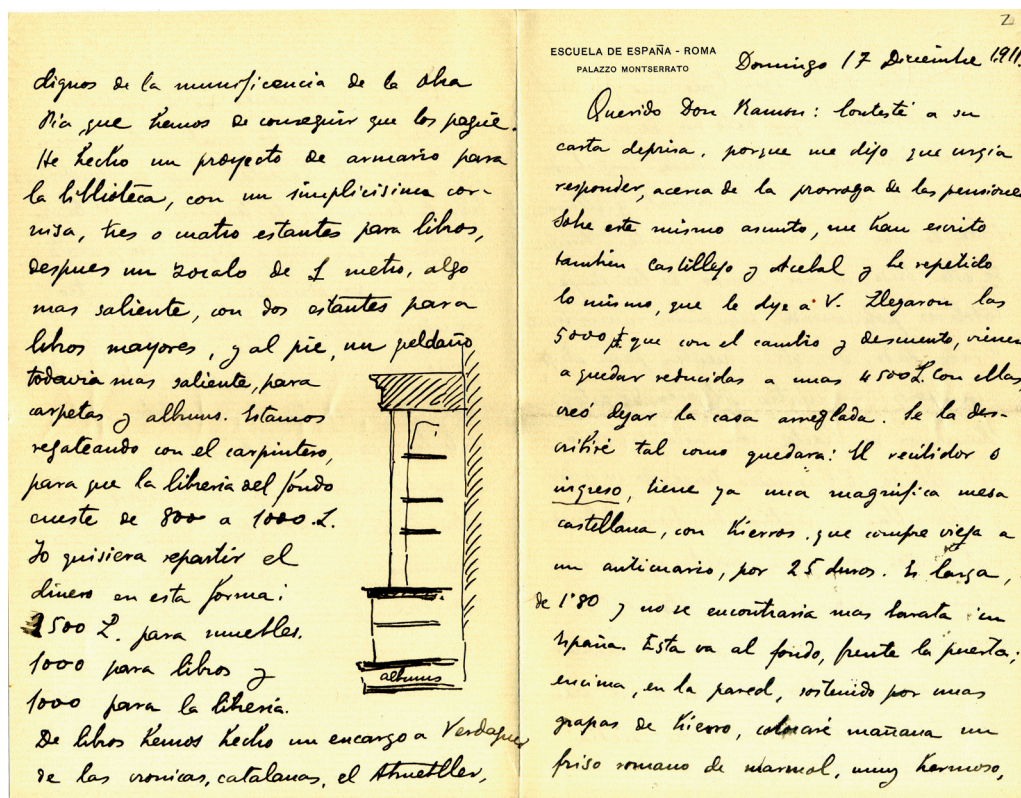 2
ESCUELA DE ESPAÑA - ROMA
PALAZZO MONTSERRATO
Domingo 17 Diciembre 1911.
Querido Don Ramon: Contesté a su
carta deprisa, porque me dijo que urgia
responder, acerca de la prorroga de las pensiones
Sobre este mismo asunto, me han escrito
tambien Castillejo y Acebal y he repetido
lo mismo, que le dije a V. Llegaron las
5000 que con el cambio y descuento, vienen
a quedar reducidas a unas 4500 L. Con ellas,
creó dejar la casa arreglada. Se la des-
cribiré tal como quedara: El recibidor o
ingreso, tiene ya una magnifica mesa
castellana, con hierros, que compre vieja a
un anticuario, por 25 duros. Es larga,
de 1'80 y no se encontraria mas barata en
España. Esta va al fondo, frente la puerta;
encima, en la pared, sostenido por unas
grapas de hierro, colocaré mañana un
friso romano de marmol, muy hermoso,
dignos de la munificencia de la Obra
Pia que hemos de conseguir que los pague.
He hecho un proyecto de armario para
la biblioteca, con un simplicisima cor-
nisa, tres o cuatro estantes para libros,
despues un zocalo de 1 metro, algo
mas saliente, con dos estantes para
libros mayores, y al pie, un peldaño
todavia mas saliente, para
carpetas y albums. Estamos
regateando con el carpintero,
para que la libreria del fondo
cueste de 800 a 1000 L.
Yo quisiera repartir el
dinero en esta forma:
2500 L. para muebles.
1000 para libros y
1000 para la libreria.
albums
De libros hemos hecho un encargo a Verdaguer
de las cronicas, catalanas, el